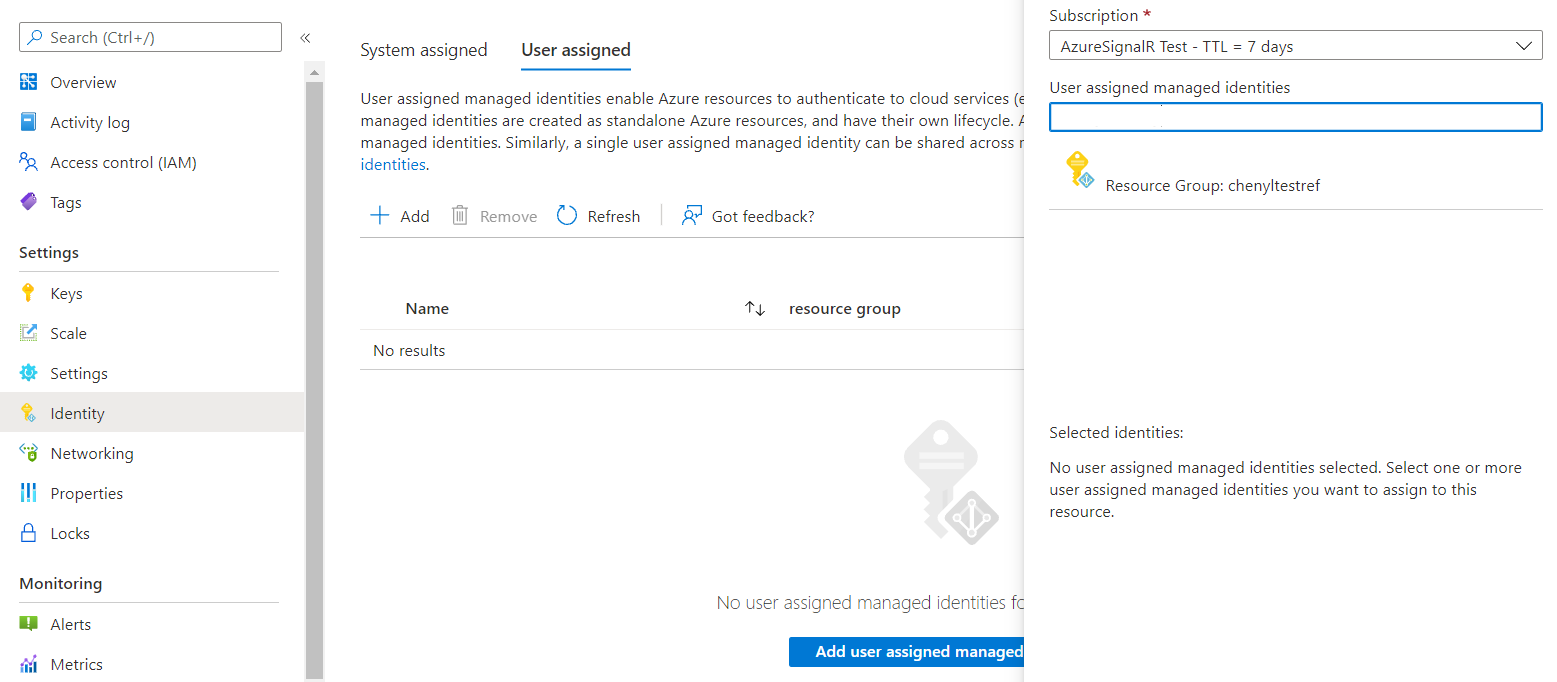 Search (Ctrl+/)
«
Overview
Activity log
Access control (IAM)
Tags
Settings
Keys
Scale
Settings
Identity
Networking
Properties
Locks
Monitoring
Alerts
Metrics
System assigned
User assigned
User assigned managed identities enable Azure resources to authenticate to cloud services (e
managed identities are created as standalone Azure resources, and have their own lifecycle. A
managed identities. Similarly, a single user assigned managed identity can be shared across
identities.
Add
Remove
Refresh
Got feedback?
Name
resource group
No results
No user assigned managed identities fo
Add user assigned managed
Subscription *
AzureSignalR Test - TTL = 7 days
User assigned managed identities
Resource Group: chenyltestref
Selected identities:
No user assigned managed identities selected. Select one or more
user assigned managed identities you want to assign to this
resource.